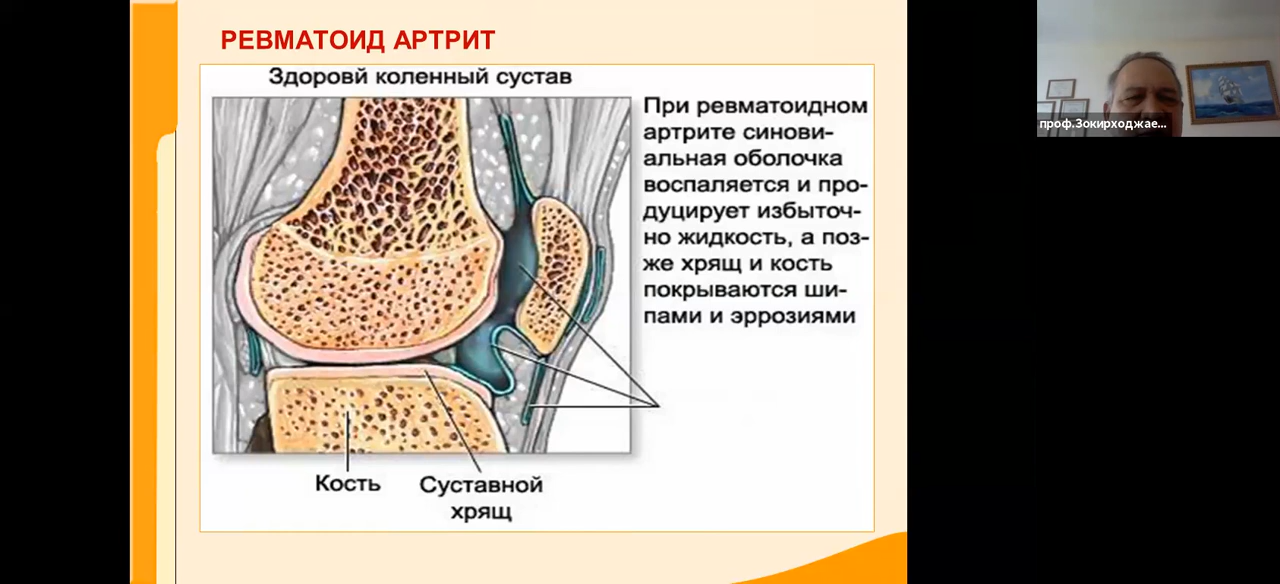 РЕВМАТОИД АРТРИТ
Здоровй коленный сустав
При ревматоидном
артрите синови-
альная оболочка
воспаляется и про-
дуцирует избыточ-
но жидкость, а поз-
же хрящ и кость
покрываются ши-
пами и эррозиями
Кость
Суставной
хрящ
проф.Зокирходжае...